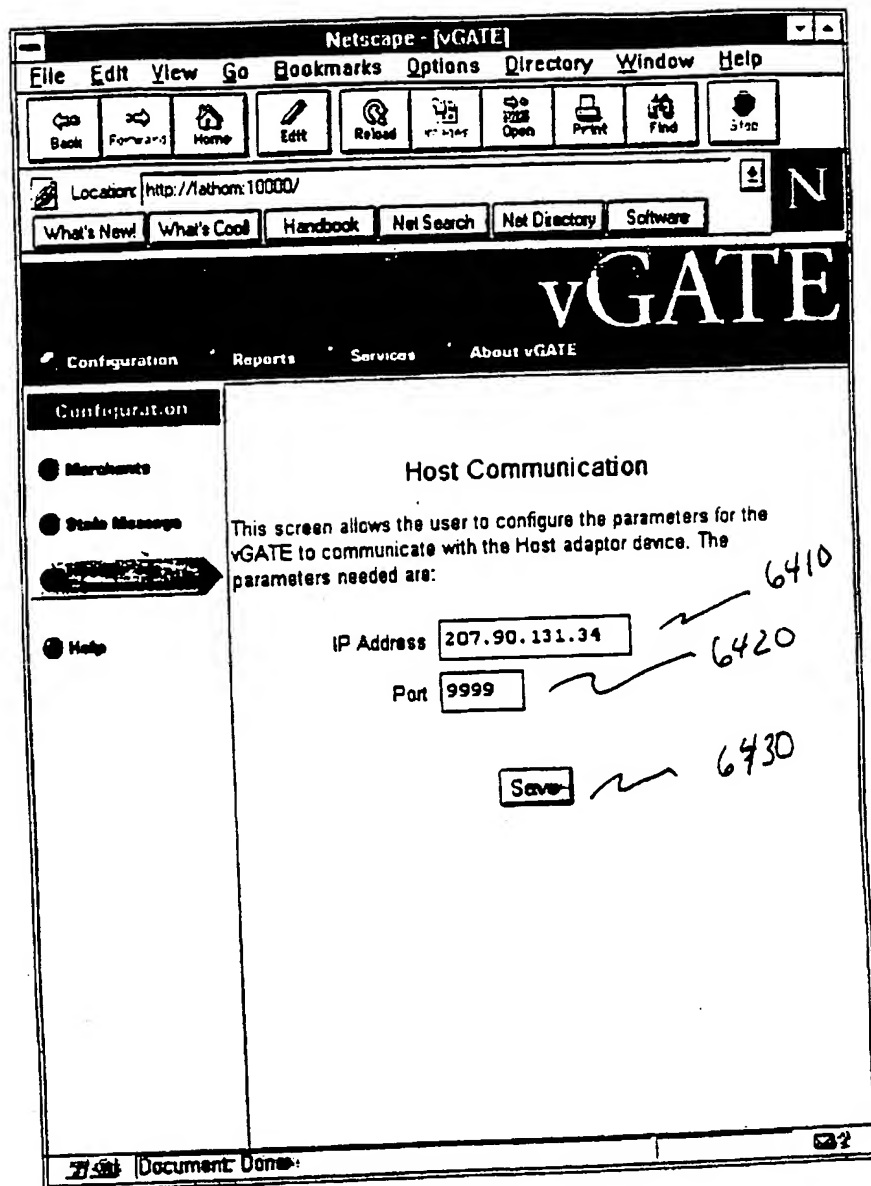 Netscape - [vGATE]
File Edit View Go Bookmarks Options Directory Window Help
Back Forward Home Edit Reload Open Print Find Stop
Location: http://fathom:10000/
What's New! What's Cool! Handbook Net Search Net Directory Software
N
vGATE
Configuration Reports Services About vGATE
Configuration
Merchants
Stale Message
Help
Host Communication
This screen allows the user to configure the parameters for the
vGATE to communicate with the Host adaptor device. The
parameters needed are:
IP Address 207.90.131.34
6410
Port 9999
6420
Save
6430
Document: Done